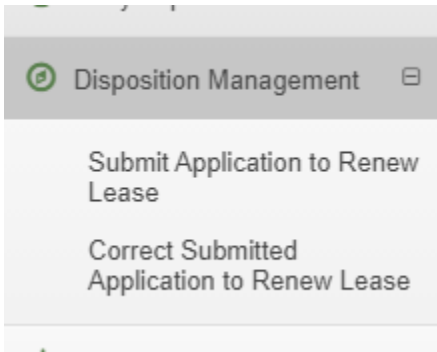 Disposition Management
Submit Application to Renew
Lease
Correct Submitted
Application to Renew Lease